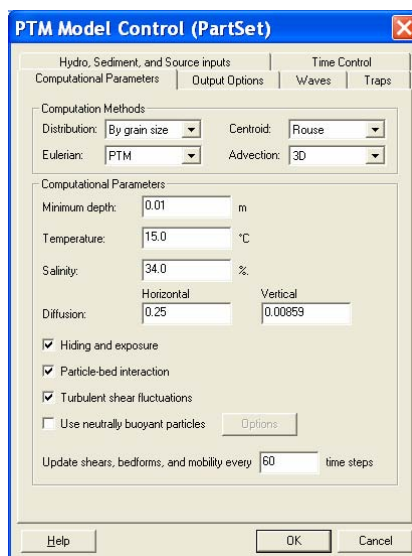 PTM Model Control (PartSet)
Hydro, Sediment, and Source inputs Time Control
Computational Parameters Output Options Waves Traps
Computation Methods
Distribution: By grain size Centroid: Rouse
Eulerian: PTM Advection: 3D
Computational Parameters
Minimum depth: 0.01 m
Temperature: 15.0 °C
Salinity: 34.0 %.
Horizontal Vertical
Diffusion: 0.25 0.00859
Hiding and exposure
Particle-bed interaction
Turbulent shear fluctuations
Use neutrally buoyant particles Options
Update shears, bedforms, and mobility every 60 time steps
Help OK Cancel